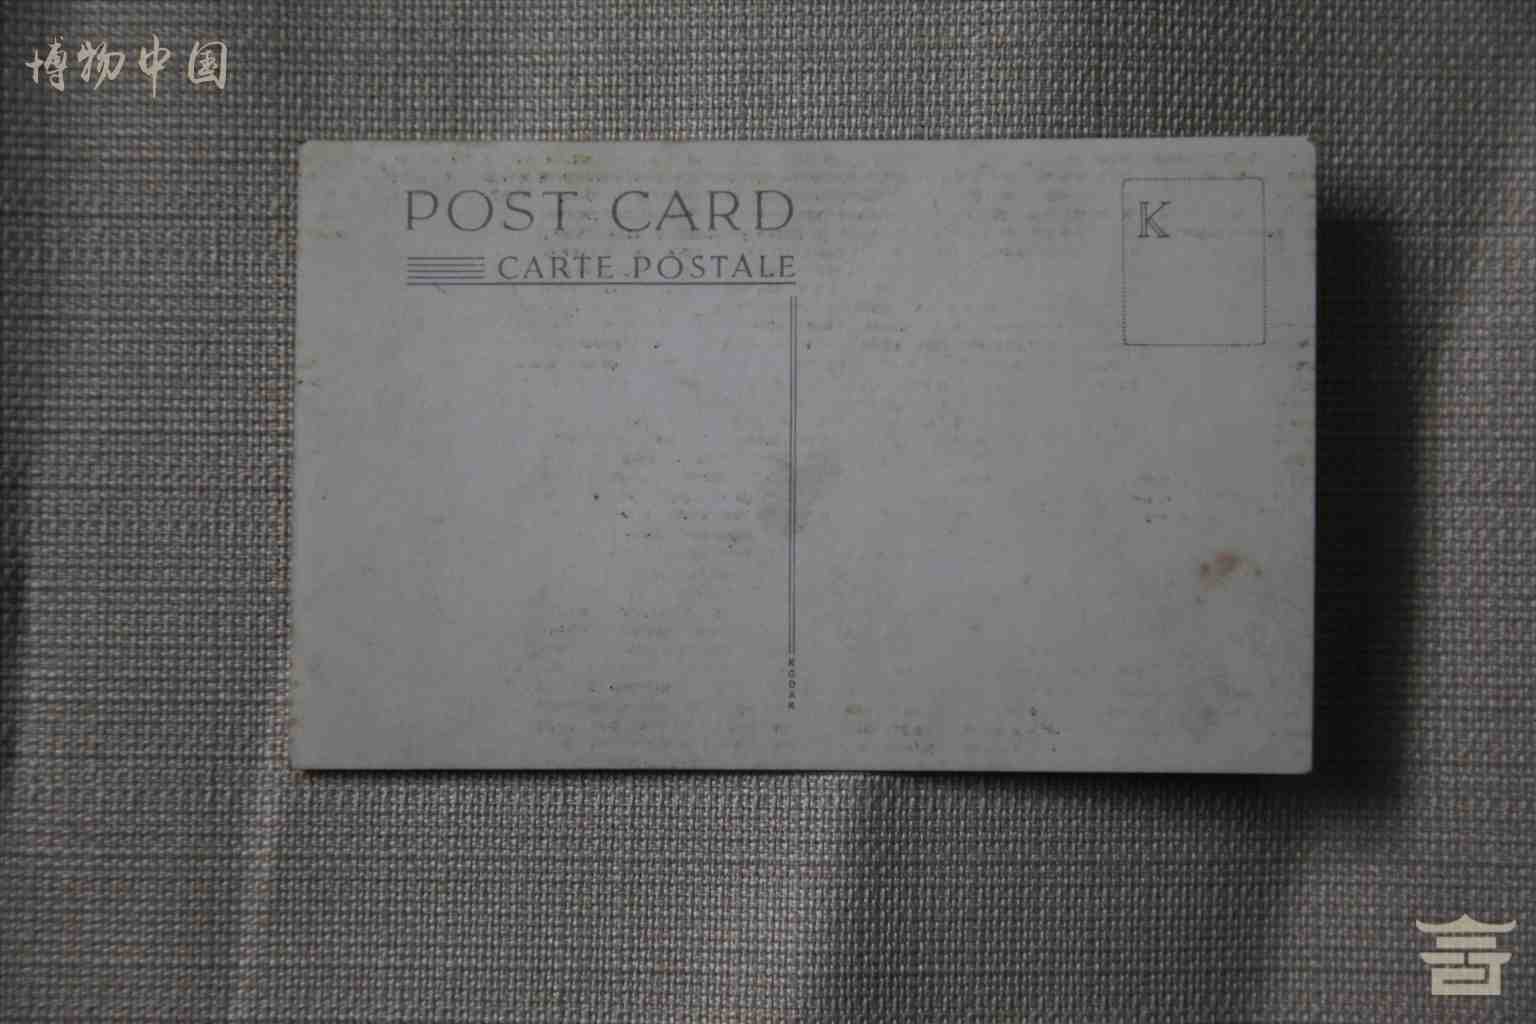 博物中国
POST CARD
K
CARTE POSTALE
KODAK